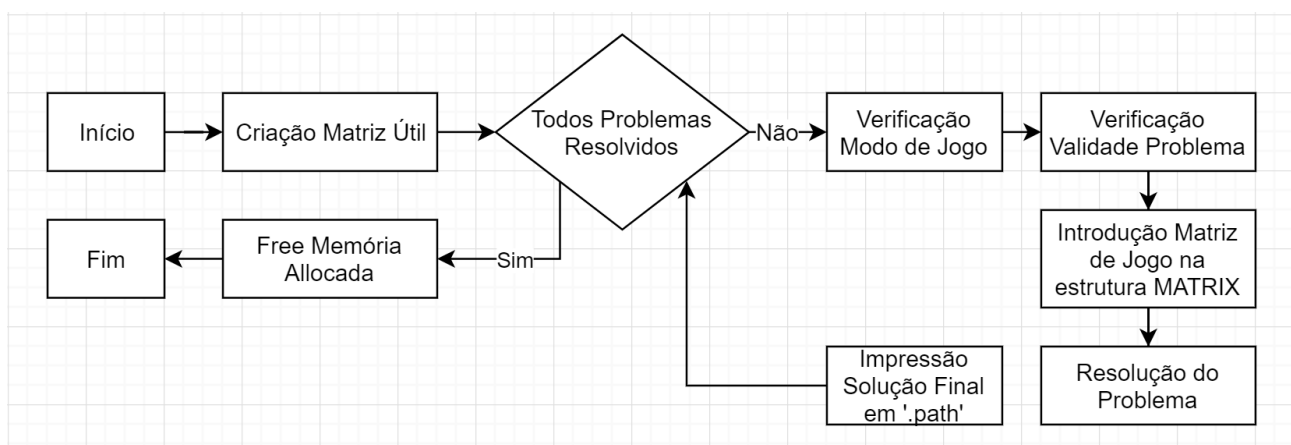 Início
Criação Matriz Útil
Todos Problemas
Resolvidos
Não
Verificação
Modo de Jogo
Verificação
Validade Problema
Introdução Matriz
de Jogo na
estrutura MATRIX
Resolução do
Problema
Impressão
Solução Final
em '.path'
Sim
Free Memória
Allocada
Fim